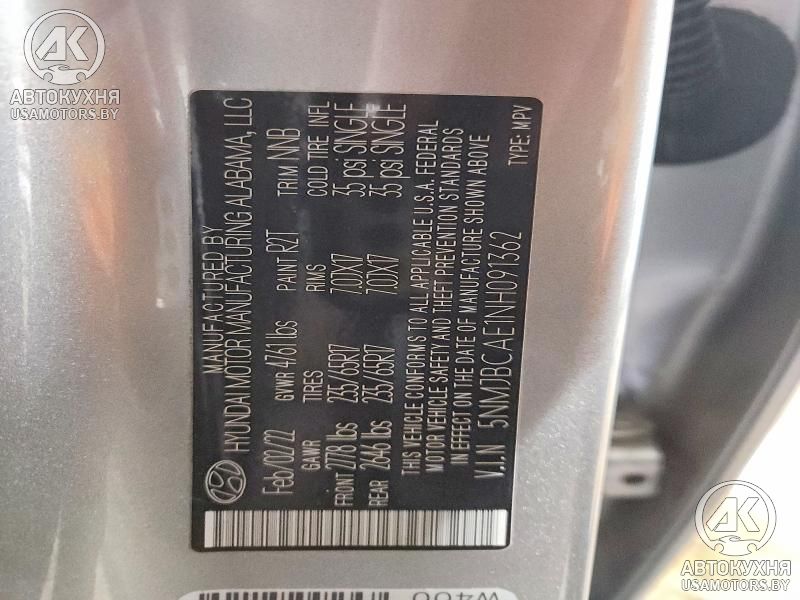 АВТОКУХНЯ
USAMOTORS.BY
MANUFACTURED BY
HYUNDAI MOTOR MANUFACTURING ALABAMA, LLC
Feb/02/22 GVWR 4761 lbs PAINT R2T TRIM NNB
GAWR TIRES RIMS COLD TIRE INFL
FRONT 2778 lbs 235/65R17 7.0JX17 35 psi SINGLE
REAR 2646 lbs 235/65R17 7.0JX17 35 psi SINGLE
THIS VEHICLE CONFORMS TO ALL APPLICABLE U.S.A. FEDERAL
MOTOR VEHICLE SAFETY AND THEFT PREVENTION STANDARDS
IN EFFECT ON THE DATE OF MANUFACTURE SHOWN ABOVE
V.I.N 5NMJBCAE1NH091362 TYPE: MPV
W400
АВТОКУХНЯ
USAMOTORS.BY